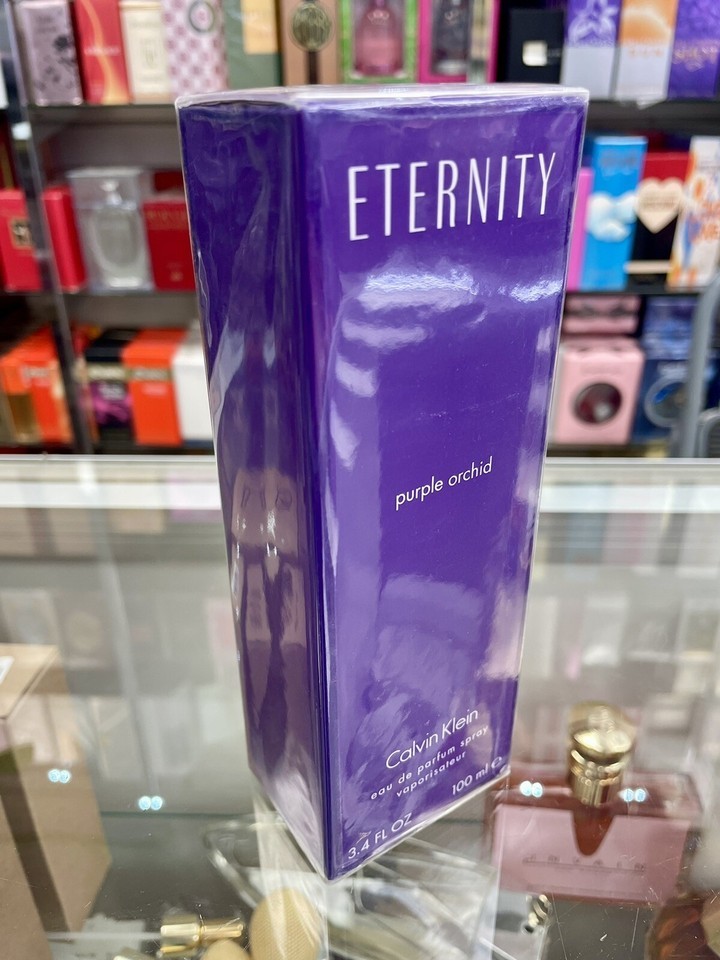 ETERNITY
purple orchid
Calvin Klein
eau de parfum spray
vaporisateur
3.4 FL OZ 100 ml ℮